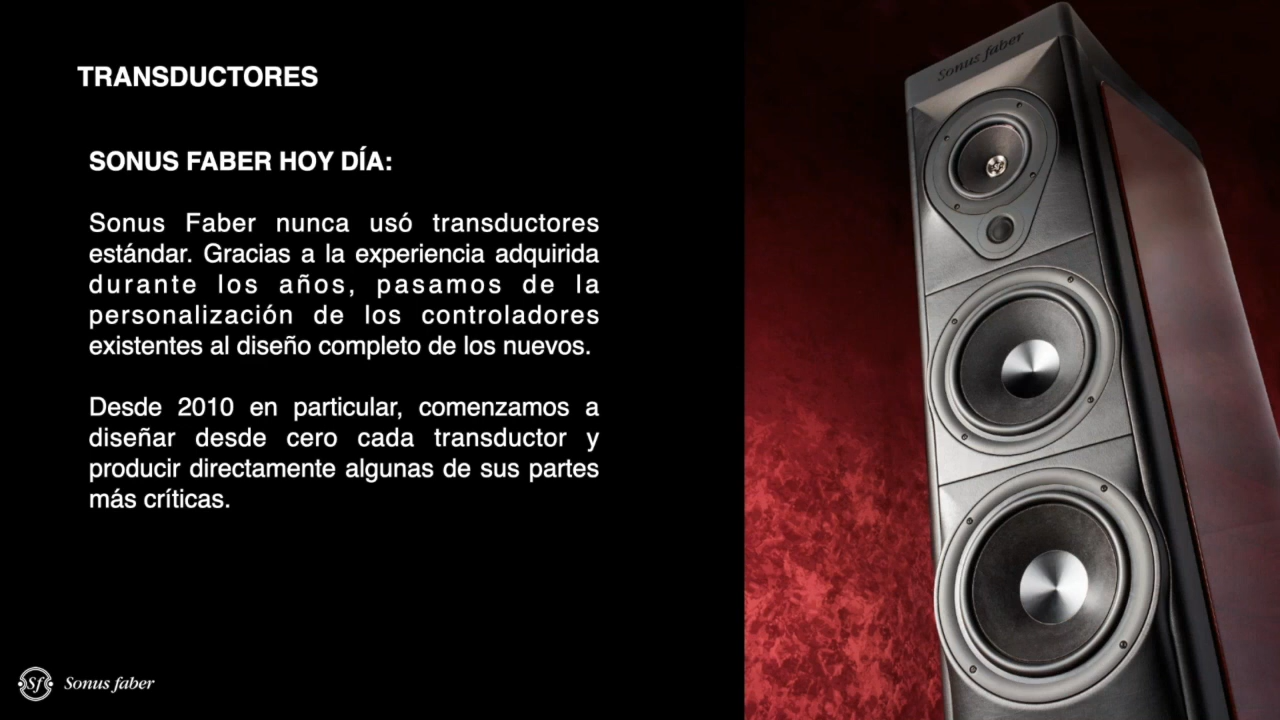 TRANSDUCTORES
SONUS FABER HOY DÍA:
Sonus Faber nunca usó transductores
estándar. Gracias a la experiencia adquirida
durante los años, pasamos de la
personalización de los controladores
existentes al diseño completo de los nuevos.
Desde 2010 en particular, comenzamos a
diseñar desde cero cada transductor y
producir directamente algunas de sus partes
más críticas.
Sf Sonus faber
Sonus faber
Sf